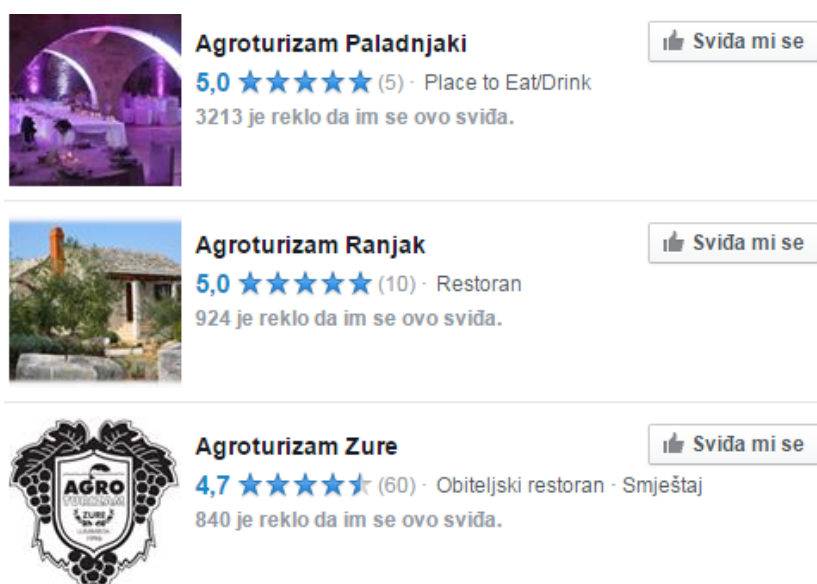 Agroturizam Paladnjaki
Sviđa mi se
5,0 (5) · Place to Eat/Drink
3213 je reklo da im se ovo sviđa.
Agroturizam Ranjak
Sviđa mi se
5,0 (10) · Restoran
924 je reklo da im se ovo sviđa.
Agroturizam Zure
Sviđa mi se
4,7 (60) · Obiteljski restoran · Smještaj
840 je reklo da im se ovo sviđa.
AGRO
TURIZAM
ZURE